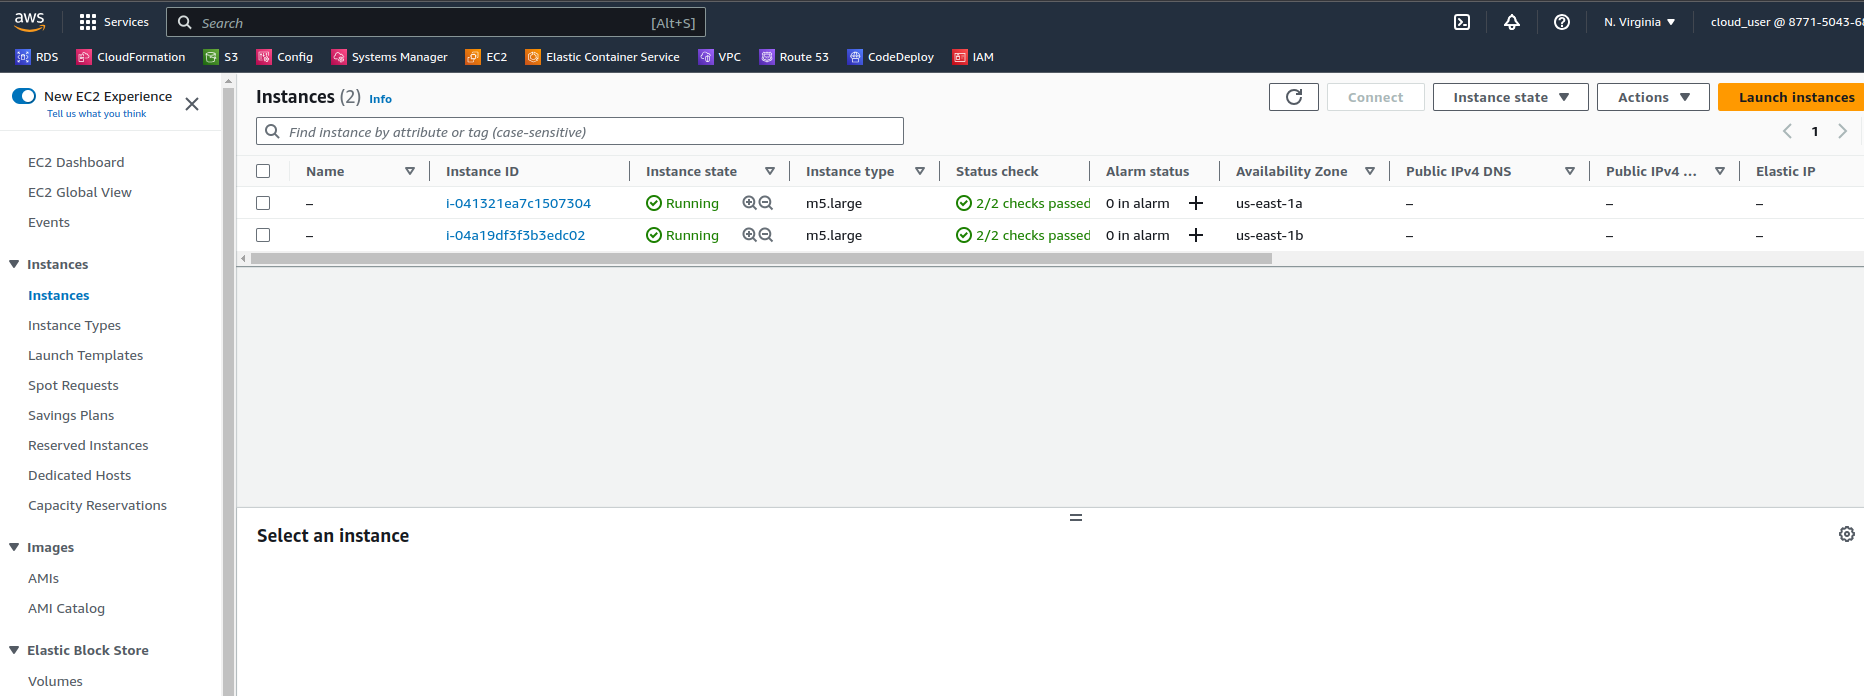 aws Services Search [Alt+S] N. Virginia cloud_user @ 8771-5043-68
RDS CloudFormation S3 Config Systems Manager EC2 Elastic Container Service VPC Route 53 CodeDeploy IAM
New EC2 Experience
Tell us what you think
EC2 Dashboard
EC2 Global View
Events
Instances
Instances
Instance Types
Launch Templates
Spot Requests
Savings Plans
Reserved Instances
Dedicated Hosts
Capacity Reservations
Images
AMIs
AMI Catalog
Elastic Block Store
Volumes
Instances (2) Info Connect Instance state Actions Launch instances
Find instance by attribute or tag (case-sensitive) 1
Name Instance ID Instance state Instance type Status check Alarm status Availability Zone Public IPv4 DNS Public IPv4 ... Elastic IP
– i-041321ea7c1507304 Running m5.large 2/2 checks passed 0 in alarm + us-east-1a – – –
– i-04a19df3f3b3edc02 Running m5.large 2/2 checks passed 0 in alarm + us-east-1b – – –
Select an instance